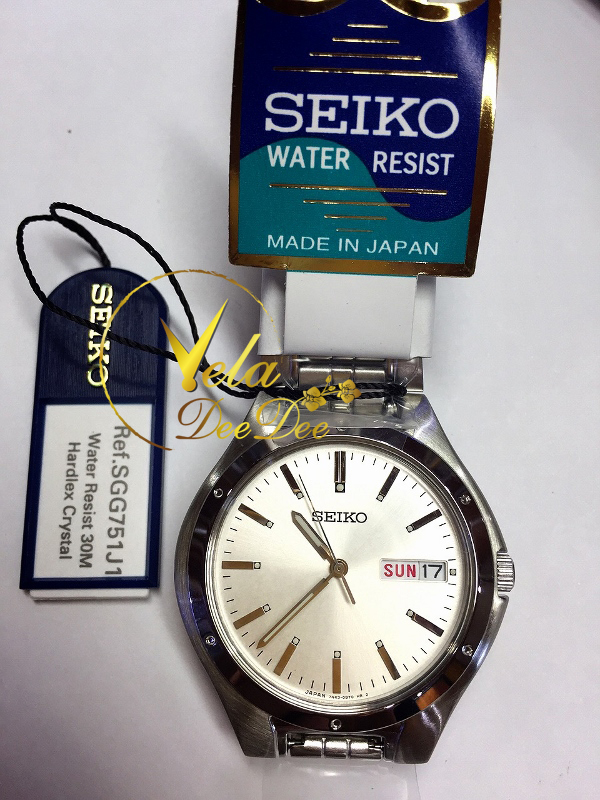 SEIKO
WATER RESIST
MADE IN JAPAN
SEIKO
Ref.SGG751J1
Water Resist 30M
Hardlex Crystal
Vela
DeeDee
SEIKO
SUN 17
JAPAN